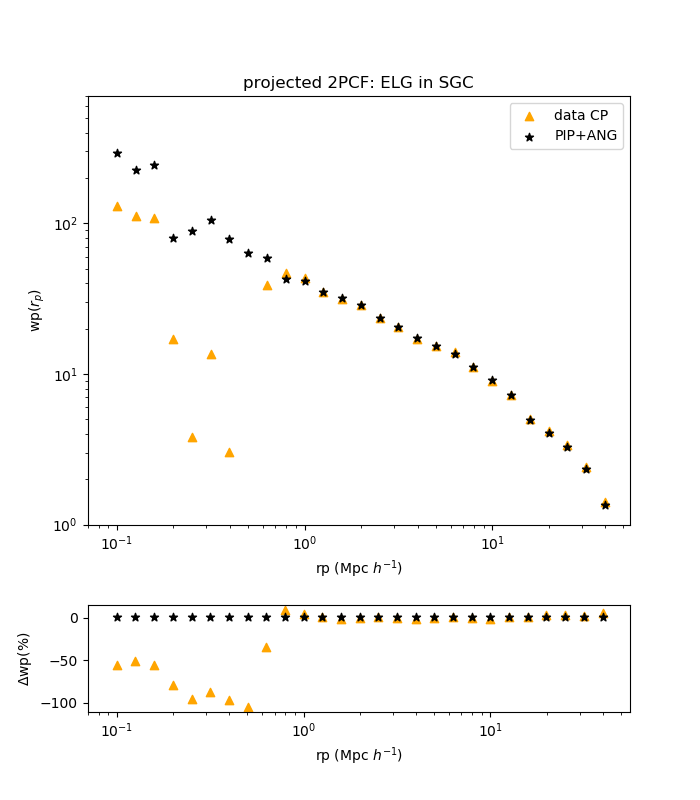 projected 2PCF: ELG in SGC
data CP
PIP+ANG
wp(r_p)
10^2
10^1
10^0
10^{-1} 10^0 10^1
rp (Mpc h^{-1})
Δwp(%)
0
−50
−100
10^{-1} 10^0 10^1
rp (Mpc h^{-1})